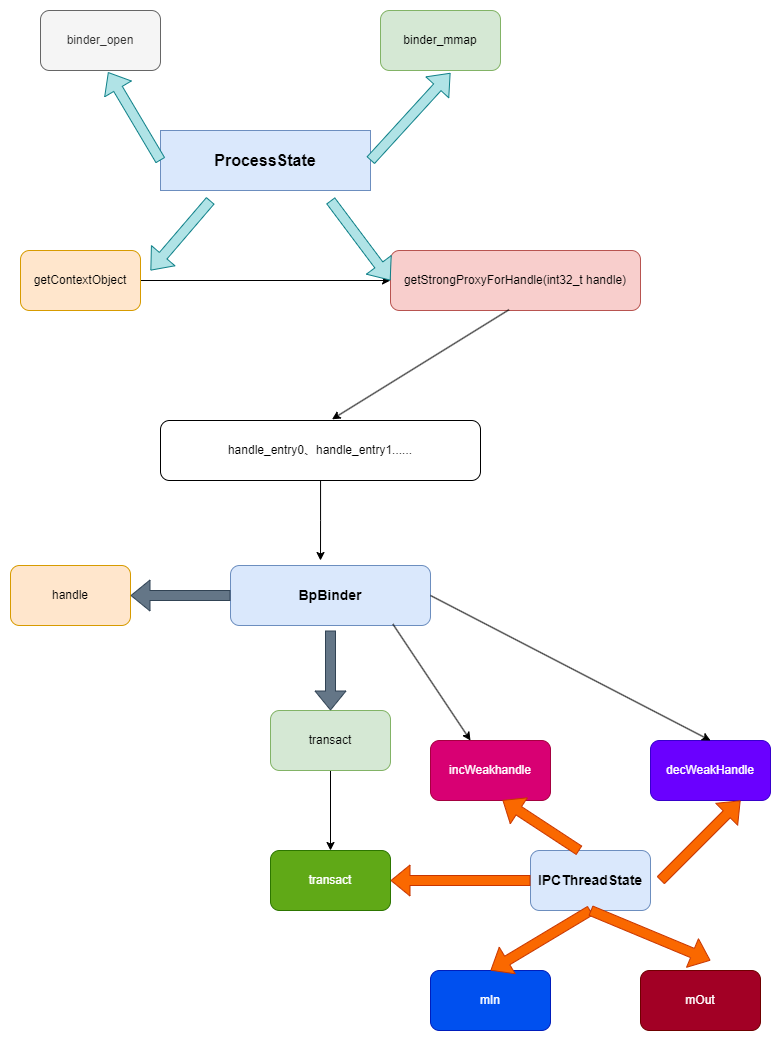 binder_open
binder_mmap
ProcessState
getContextObject
getStrongProxyForHandle(int32_t handle)
handle_entry0、handle_entry1......
handle
BpBinder
transact
incWeakhandle
decWeakHandle
transact
IPCThreadState
mIn
mOut